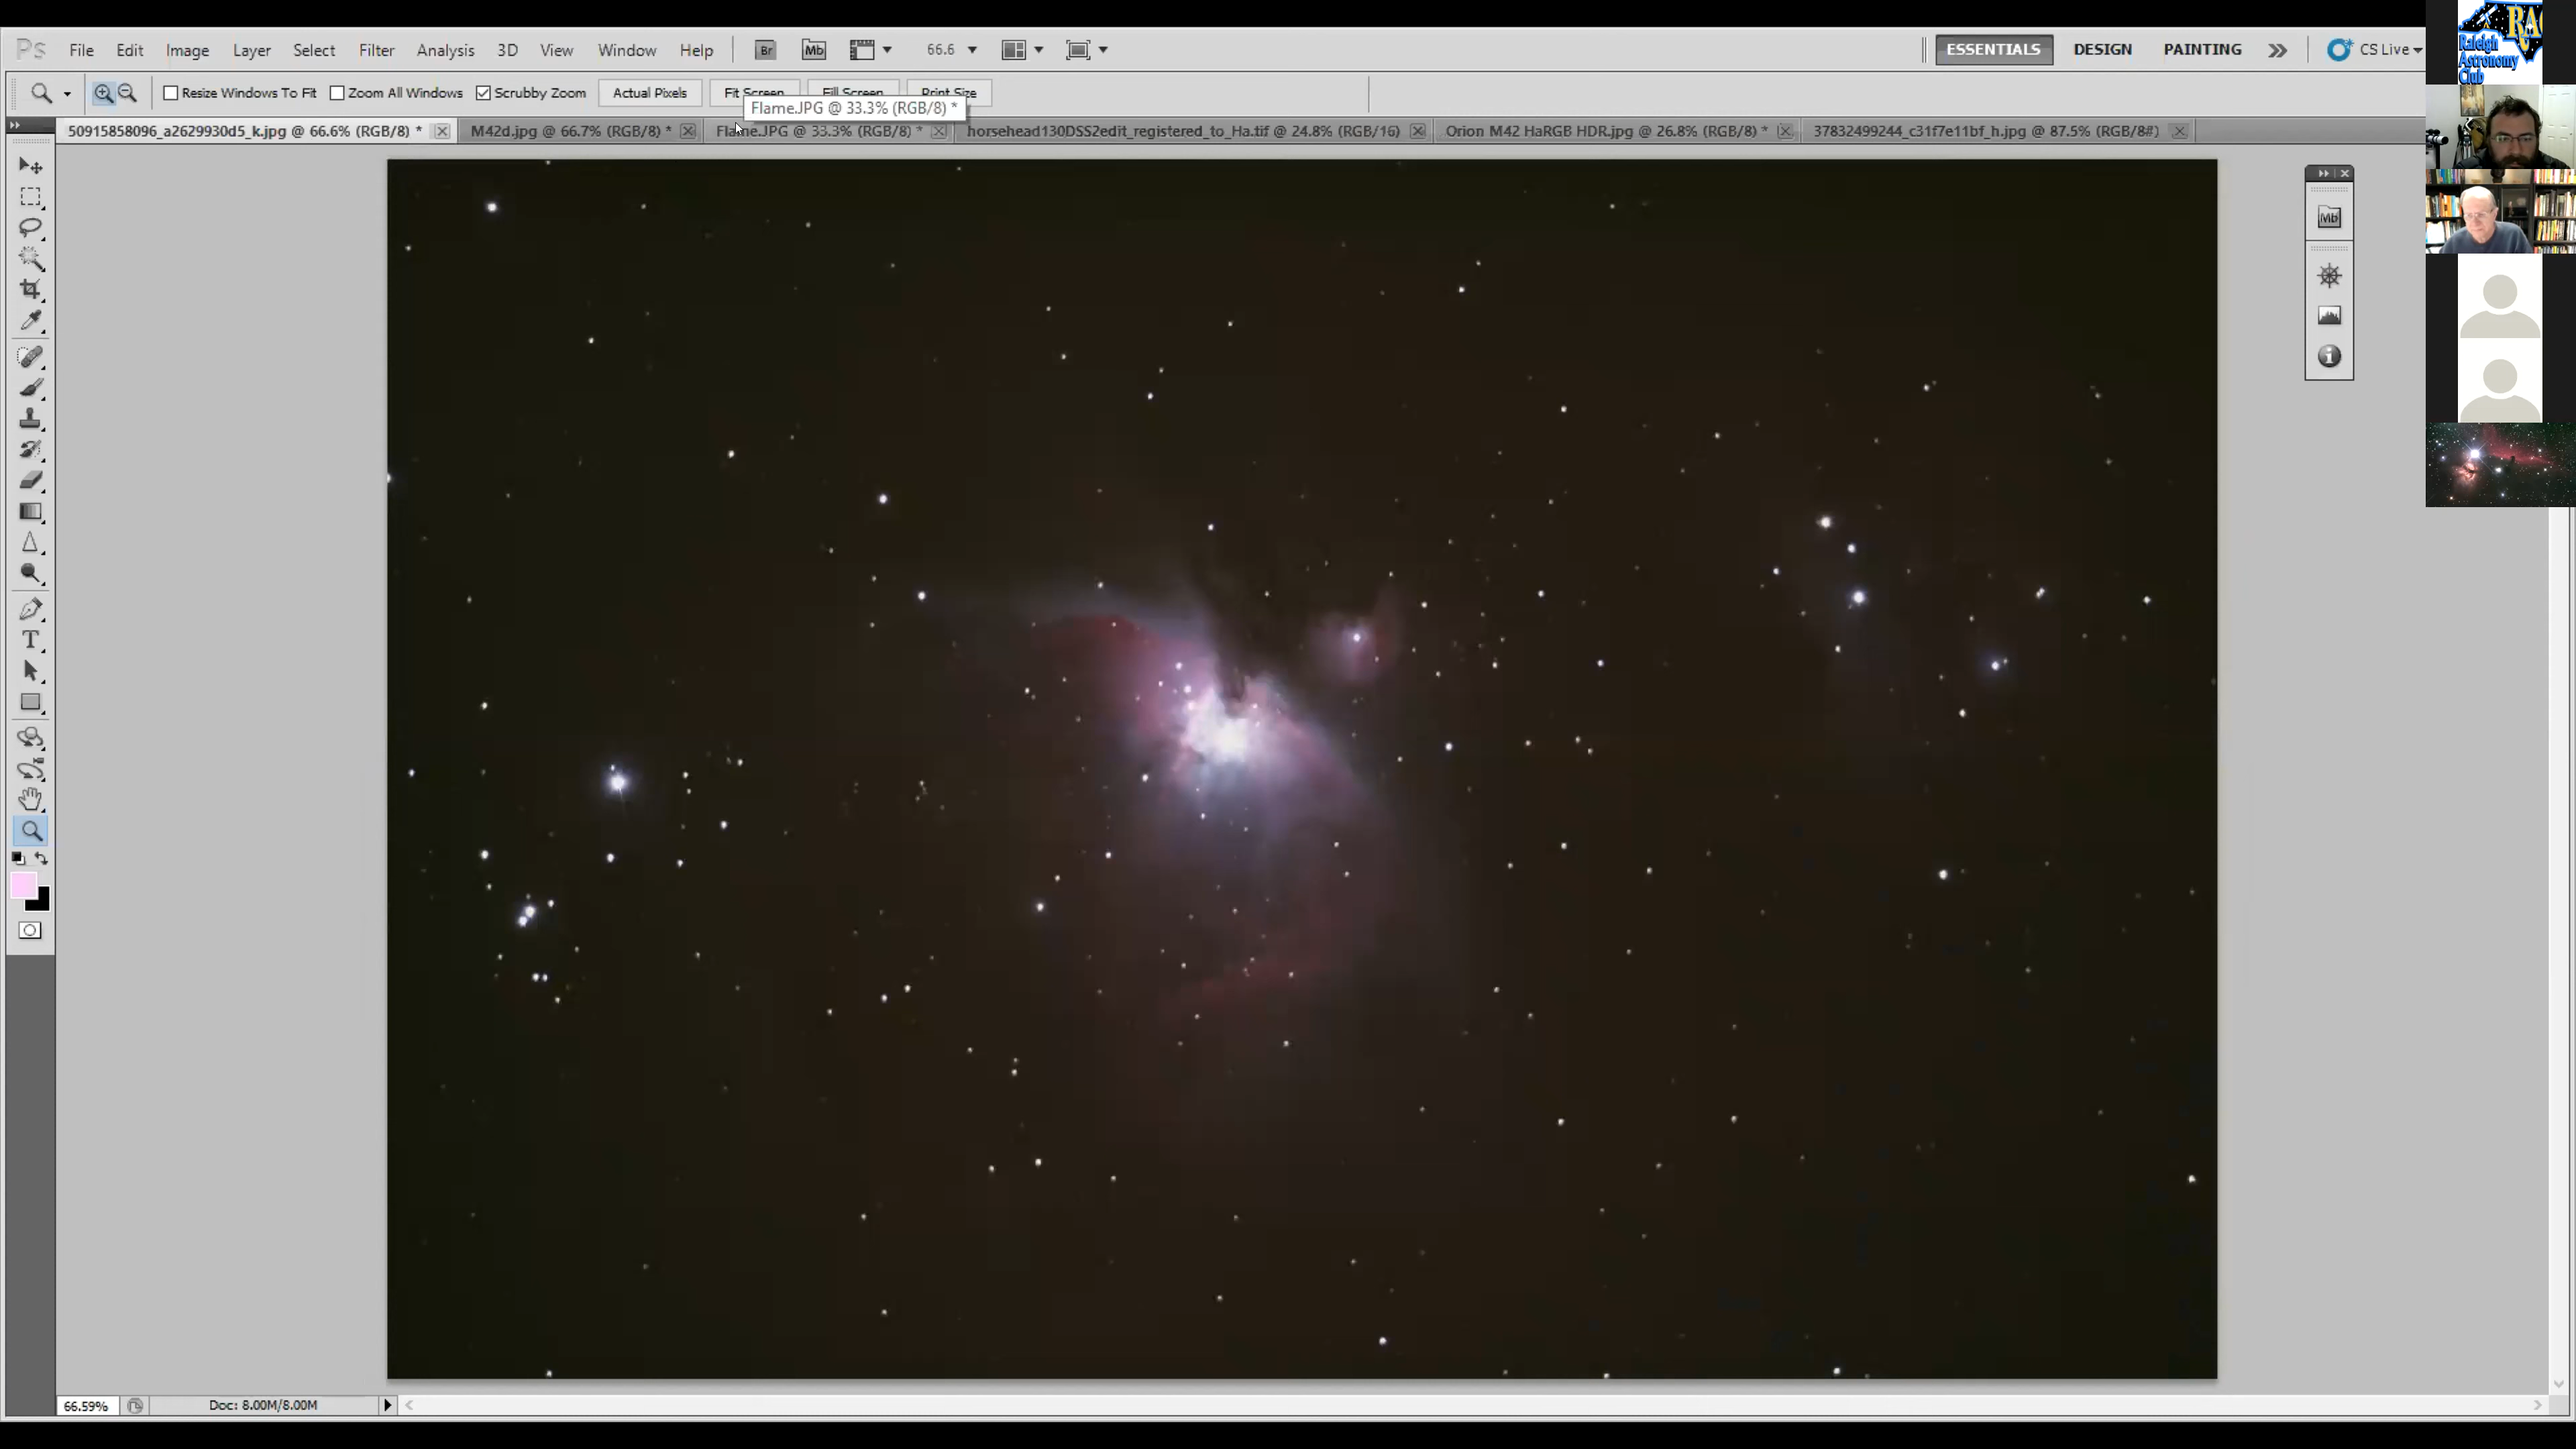 Ps File Edit Image Layer Select Filter Analysis 3D View Window Help Br Mb 66.6 ESSENTIALS DESIGN PAINTING CS Live
Resize Windows To Fit Zoom All Windows Scrubby Zoom Actual Pixels Fit Screen Fill Screen Print Size
Flame.JPG @ 33.3% (RGB/8) *
50915858096_a2629930d5_k.jpg @ 66.6% (RGB/8) * M42d.jpg @ 66.7% (RGB/8) * Flame.JPG @ 33.3% (RGB/8) * horsehead130DSS2edit_registered_to_Ha.tif @ 24.8% (RGB/16) Orion M42 HaRGB HDR.jpg @ 26.8% (RGB/8) * 37832499244_c31f7e11bf_h.jpg @ 87.5% (RGB/8#)
Mb
T
66.59% Doc: 8.00M/8.00M
RA
Raleigh
Astronomy
Club